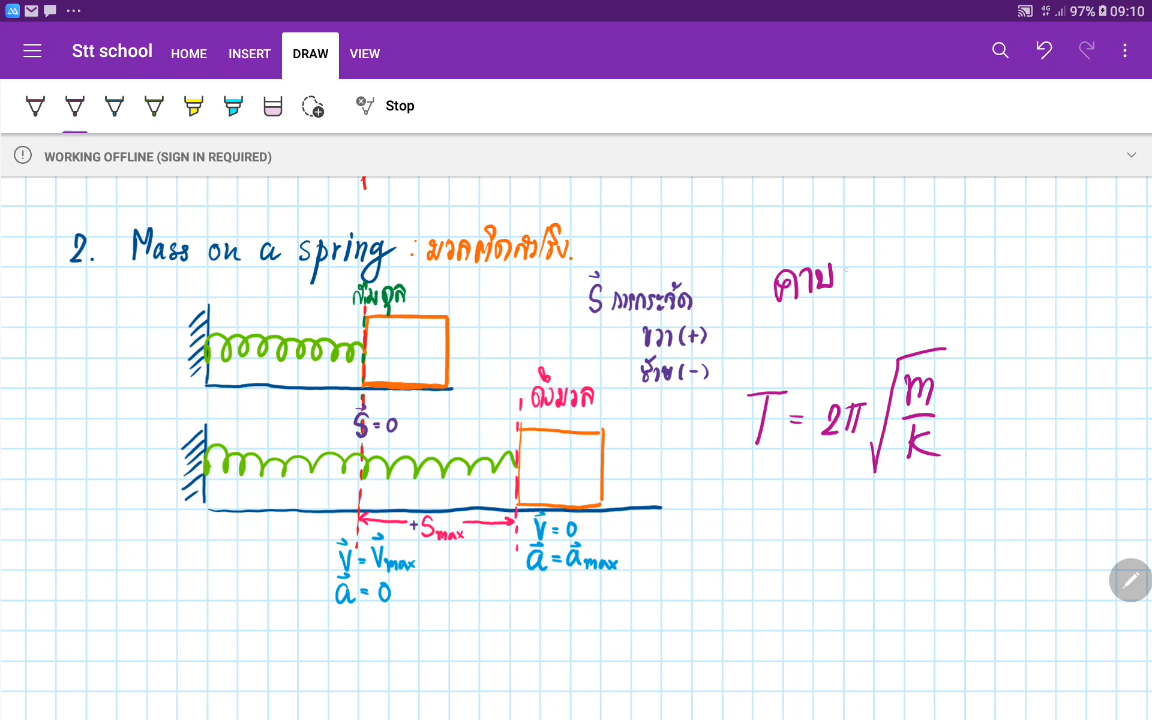 97% 09:10
Stt school HOME INSERT DRAW VIEW
Stop
WORKING OFFLINE (SIGN IN REQUIRED)
2. Mass on a spring : มวลติดสปริง.
สมดุล
S⃗ การกระจัด
ขวา (+)
ซ้าย (-)
คาบ
ดึงมวล
S⃗ = 0
T = 2π√(m/k)
+Smax
V⃗ = V⃗max
a⃗ = 0
V⃗ = 0
a⃗ = a⃗max